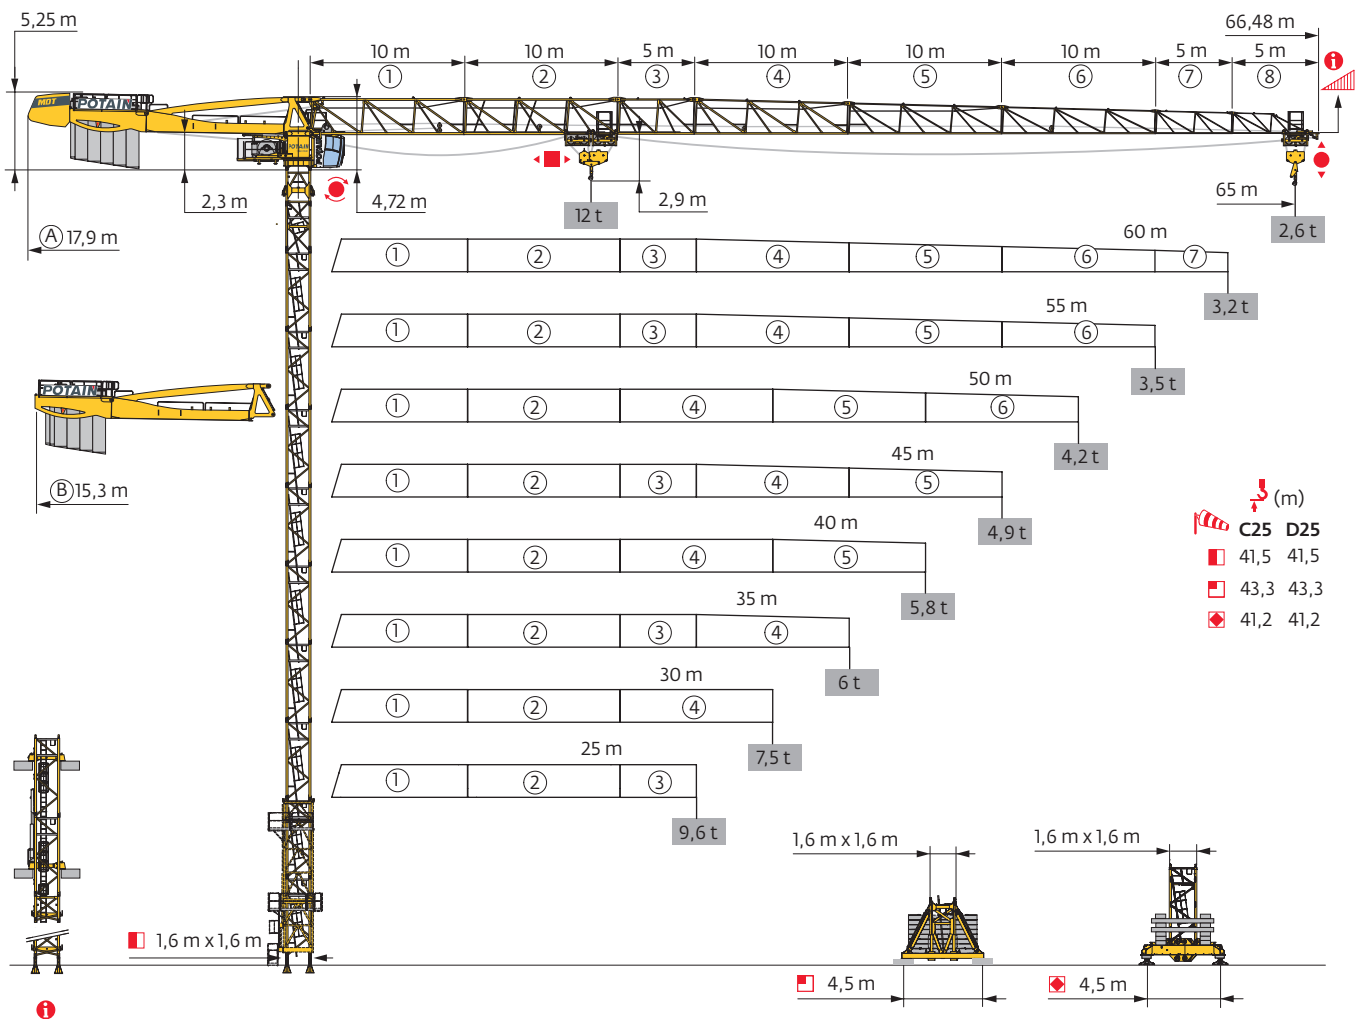 5,25 m
66,48 m
10 m 10 m 5 m 10 m 10 m 10 m 5 m 5 m
1 2 3 4 5 6 7 8
i
MDT POTAIN
POTAIN
2,3 m
4,72 m
2,9 m
65 m
12 t
2,6 t
A 17,9 m
60 m
1 2 3 4 5 6 7
3,2 t
55 m
1 2 3 4 5 6
3,5 t
50 m
1 2 4 5 6
4,2 t
POTAIN
B 15,3 m
45 m
1 2 3 4 5
4,9 t
(m)
C25 D25
41,5 41,5
43,3 43,3
41,2 41,2
40 m
1 2 4 5
5,8 t
35 m
1 2 3 4
6 t
30 m
1 2 4
7,5 t
25 m
1 2 3
9,6 t
1,6 m x 1,6 m
1,6 m x 1,6 m
1,6 m x 1,6 m
4,5 m
4,5 m
i